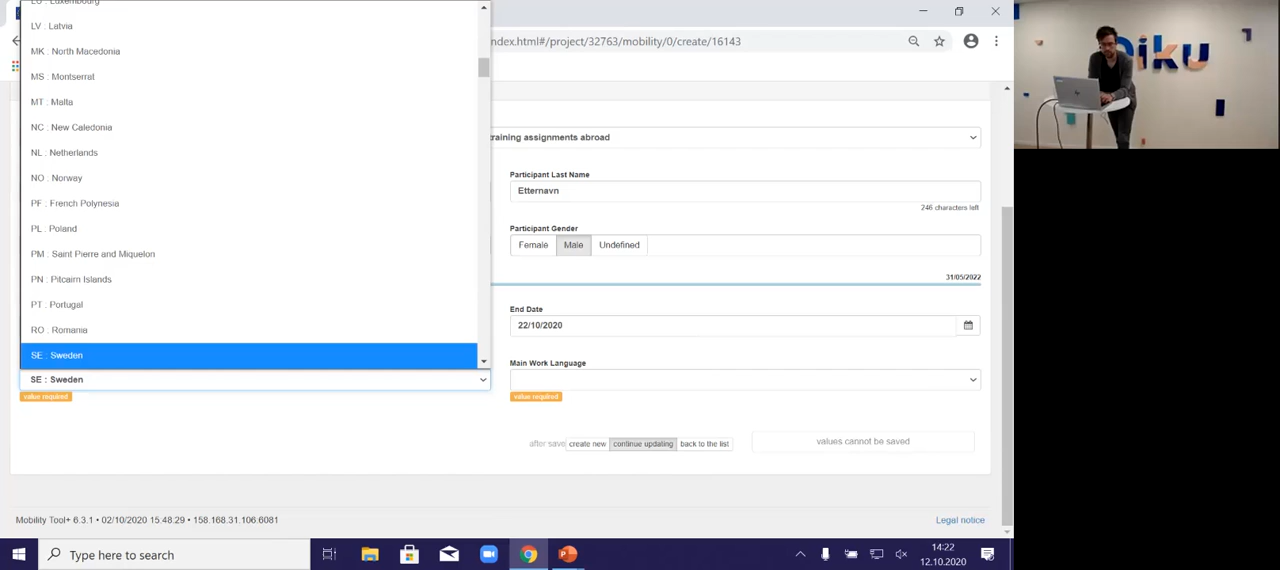 LU : Luxembourg
LV : Latvia
MK : North Macedonia
MS : Montserrat
MT : Malta
NC : New Caledonia
NL : Netherlands
NO : Norway
PF : French Polynesia
PL : Poland
PM : Saint Pierre and Miquelon
PN : Pitcairn Islands
PT : Portugal
RO : Romania
SE : Sweden
SE : Sweden
value required
index.html#/project/32763/mobility/0/create/16143
training assignments abroad
Participant Last Name
Etternavn
246 characters left
Participant Gender
Female Male Undefined
31/05/2022
End Date
22/10/2020
Main Work Language
value required
after save create new continue updating back to the list
values cannot be saved
Mobility Tool+ 6.3.1 • 02/10/2020 15:48:29 • 158.168.31.106:6081
Legal notice
Type here to search
14:22
12.10.2020
Diku